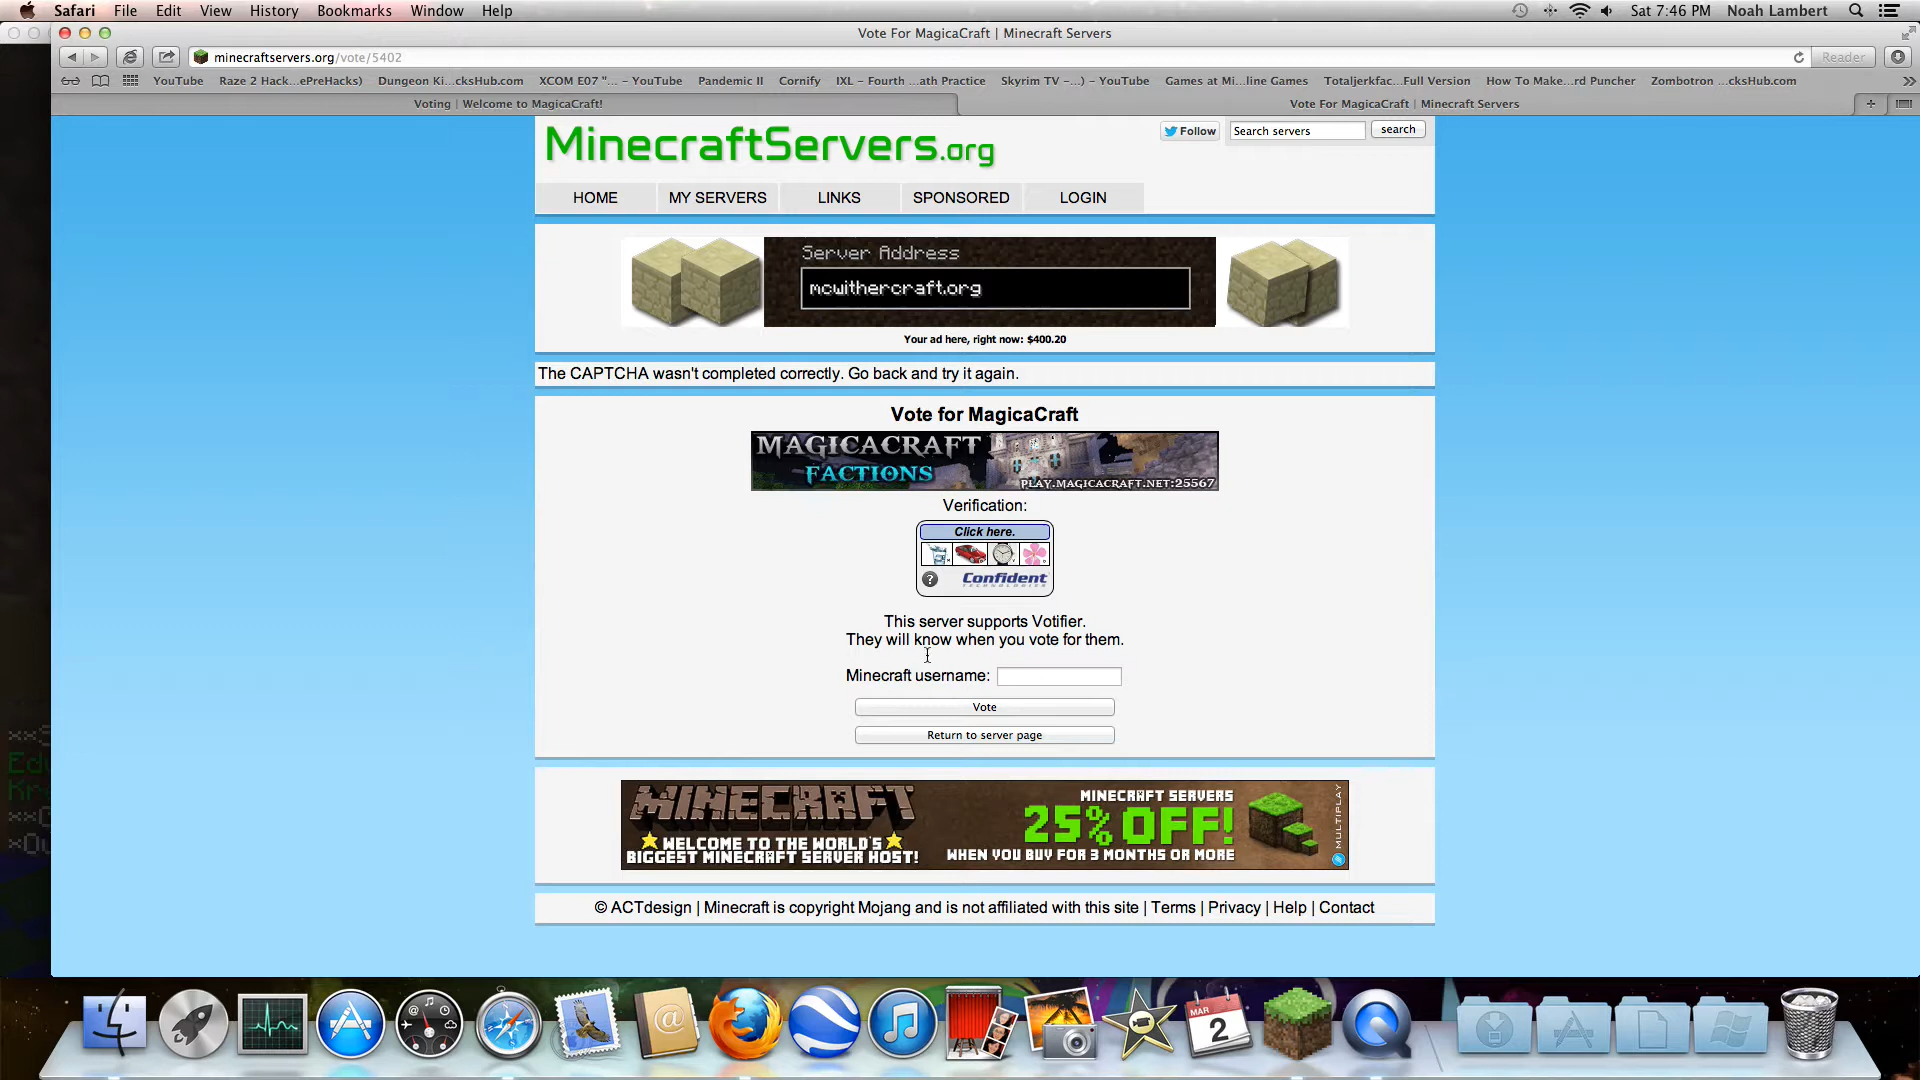 Safari File Edit View History Bookmarks Window Help Sat 7:46 PM Noah Lambert
Vote For MagicaCraft | Minecraft Servers
minecraftservers.org/vote/5402 Reader
YouTube Raze 2 Hack...ePreHacks) Dungeon Ki...cksHub.com XCOM E07 "... – YouTube Pandemic II Cornify IXL – Fourth ...ath Practice Skyrim TV –...) – YouTube Games at Mi...line Games Totaljerkfac...Full Version How To Make...rd Puncher Zombotron ...cksHub.com
Voting | Welcome to MagicaCraft! Vote For MagicaCraft | Minecraft Servers
MinecraftServers.org
Follow Search servers search
HOME MY SERVERS LINKS SPONSORED LOGIN
Server Address
mcwithercraft.org
Your ad here, right now: $400.20
The CAPTCHA wasn't completed correctly. Go back and try it again.
Vote for MagicaCraft
MAGICACRAFT
FACTIONS
PLAY.MAGICACRAFT.NET:25567
Verification:
Click here.
? Confident
TECHNOLOGIES
This server supports Votifier.
They will know when you vote for them.
Minecraft username:
Vote
Return to server page
MINECRAFT
WELCOME TO THE WORLD'S
BIGGEST MINECRAFT SERVER HOST!
MINECRAFT SERVERS
25% OFF!
WHEN YOU BUY FOR 3 MONTHS OR MORE
MULTIPLAY
© ACTdesign | Minecraft is copyright Mojang and is not affiliated with this site | Terms | Privacy | Help | Contact
MAR
2